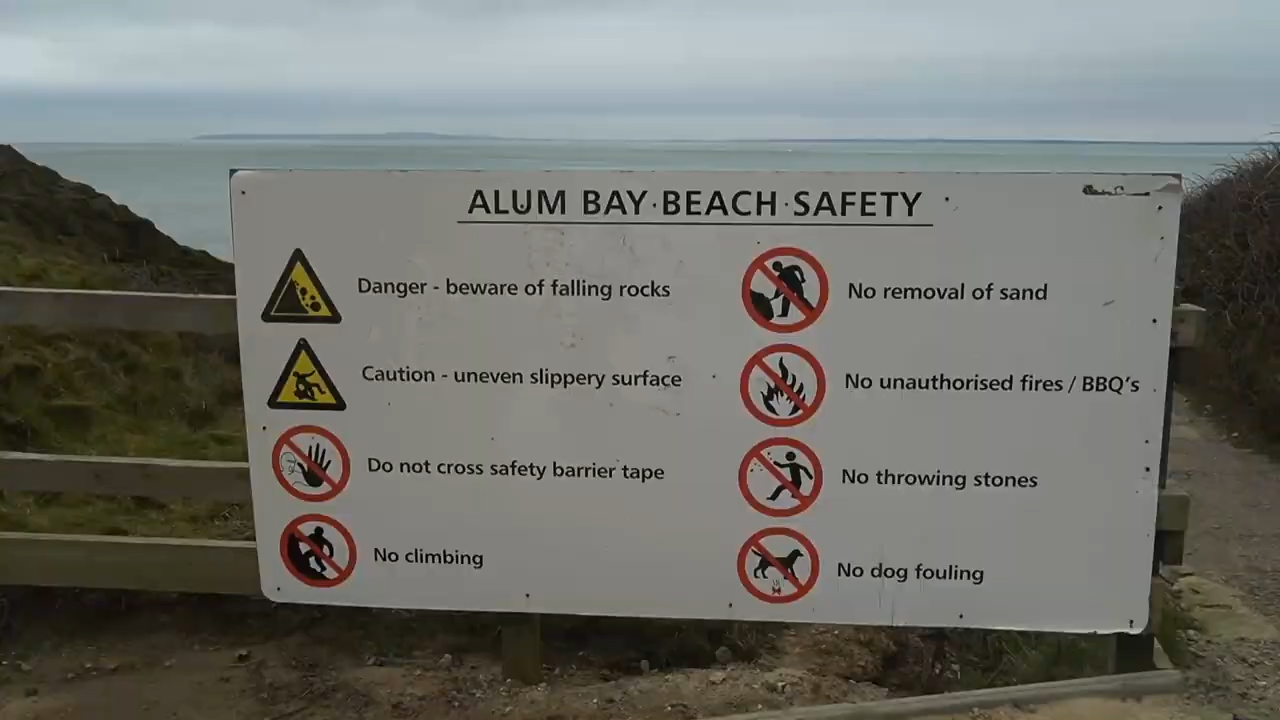 ALUM BAY·BEACH·SAFETY
Danger - beware of falling rocks
Caution - uneven slippery surface
Do not cross safety barrier tape
No climbing
No removal of sand
No unauthorised fires / BBQ's
No throwing stones
No dog fouling